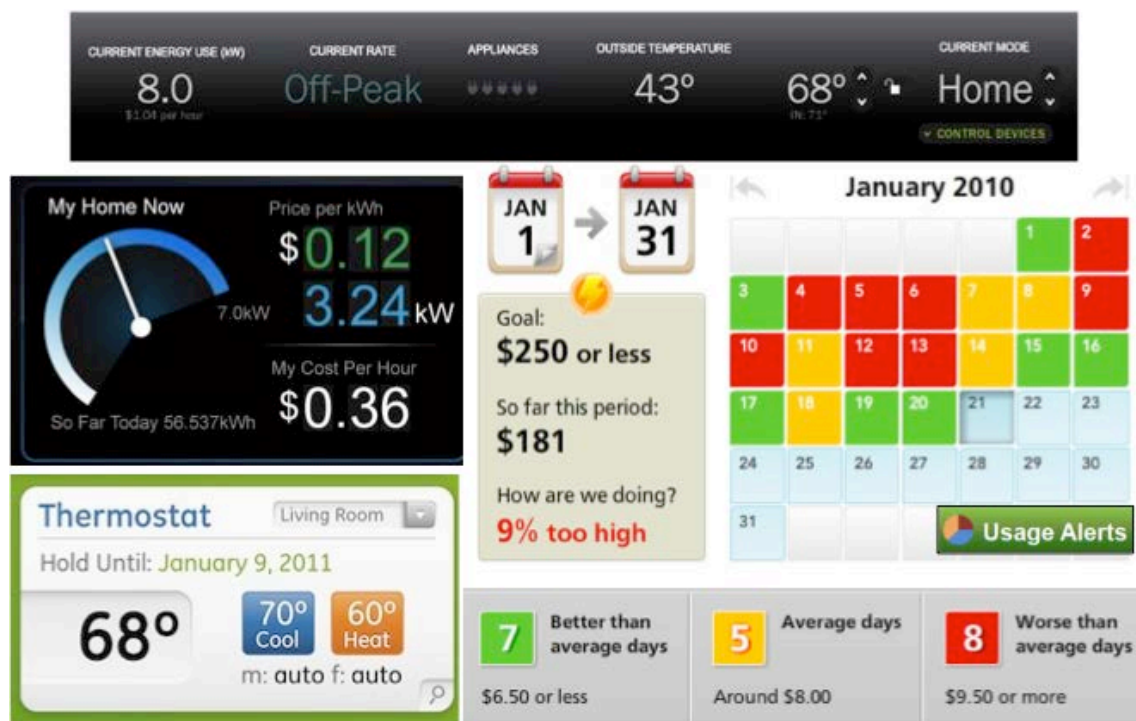 CURRENT ENERGY USE (kW) CURRENT RATE APPLIANCES OUTSIDE TEMPERATURE CURRENT MODE
8.0 Off-Peak 43° 68° Home
$1.04 per hour IN: 71°
CONTROL DEVICES
My Home Now
Price per kWh
$0.12
7.0kW
3.24 kW
My Cost Per Hour
$0.36
So Far Today 56.537kWh
JAN JAN
1 31
Goal:
$250 or less
So far this period:
$181
How are we doing?
9% too high
January 2010
1 2
3 4 5 6 7 8 9
10 11 12 13 14 15 16
17 18 19 20 21 22 23
24 25 26 27 28 29 30
31
Usage Alerts
Thermostat Living Room
Hold Until: January 9, 2011
68° 70° 60°
Cool Heat
m: auto f: auto
7 Better than
average days
$6.50 or less
5 Average days
Around $8.00
8 Worse than
average days
$9.50 or more